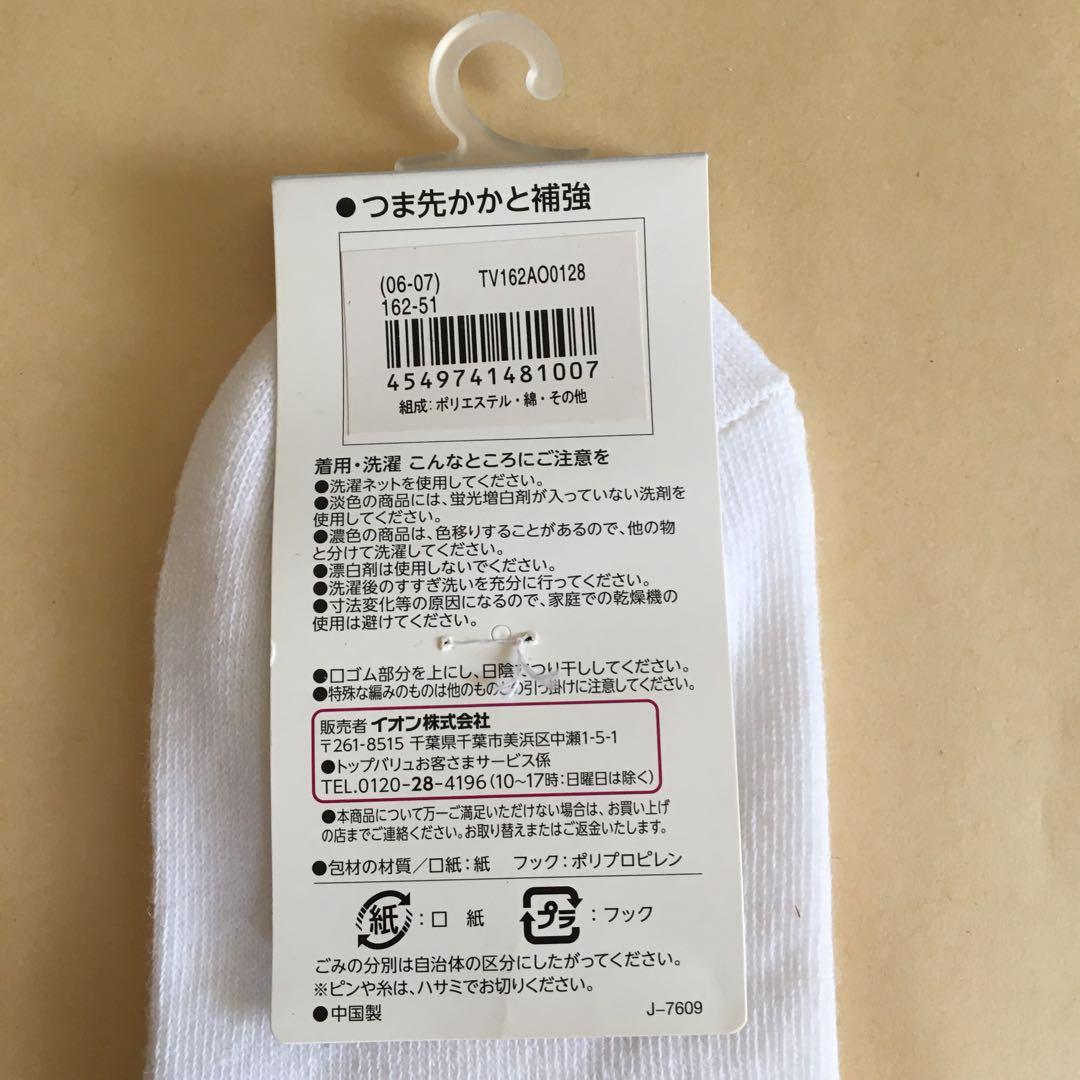 ●つま先かかと補強
(06-07) TV162AO0128
162-51
4549741481007
組成:ポリエステル・綿・その他
着用・洗濯 こんなところにご注意を
●洗濯ネットを使用してください。
●淡色の商品には、蛍光増白剤が入っていない洗剤を
使用してください。
●濃色の商品は、色移りすることがあるので、他の物
と分けて洗濯してください。
●漂白剤は使用しないでください。
●洗濯後のすすぎ洗いを充分に行ってください。
●寸法変化等の原因になるので、家庭での乾燥機の
使用は避けてください。
●口ゴム部分を上にし、日陰でつり干ししてください。
●特殊な編みのものは他のものとの引っ掛けに注意してください。
販売者 イオン株式会社
〒261-8515 千葉県千葉市美浜区中瀬1-5-1
●トップバリュお客さまサービス係
TEL.0120-28-4196(10〜17時:日曜日は除く)
●本商品について万一ご満足いただけない場合は、お買い上げ
の店までご連絡ください。お取り替えまたはご返金いたします。
●包材の材質/口紙:紙 フック:ポリプロピレン
紙:口 紙 プラ:フック
ごみの分別は自治体の区分にしたがってください。
※ピンや糸は、ハサミでお切りください。
●中国製 J-7609